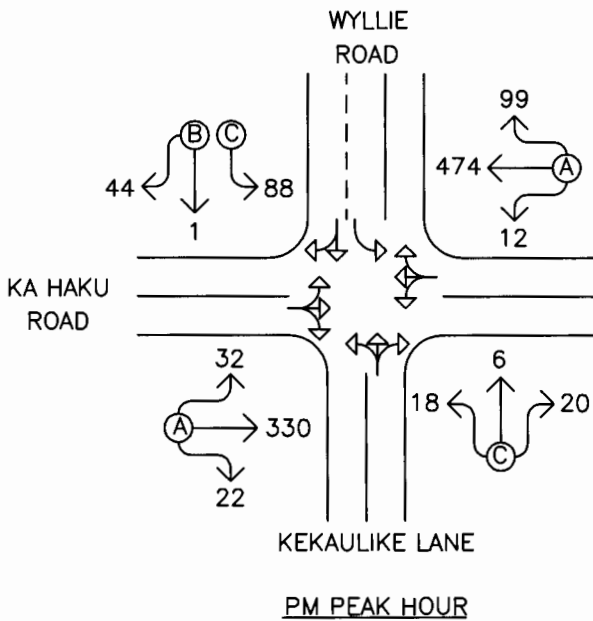 WYLLIE
ROAD
99
B C
A
474
44
88
1
12
KA HAKU
ROAD
32
6
A
330
18
20
C
22
KEKAULIKE LANE
PM PEAK HOUR